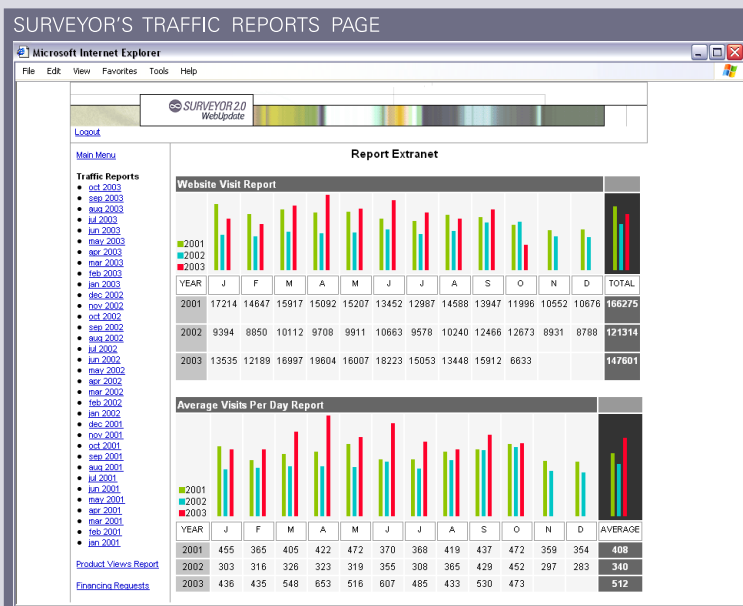 SURVEYOR'S TRAFFIC REPORTS PAGE
Microsoft Internet Explorer
File Edit View Favorites Tools Help
SURVEYOR 2.0
WebUpdate
Logout
Main Menu
Traffic Reports
oct 2003
sep 2003
aug 2003
jul 2003
jun 2003
may 2003
apr 2003
mar 2003
feb 2003
jan 2003
dec 2002
nov 2002
oct 2002
sep 2002
aug 2002
jul 2002
jun 2002
may 2002
apr 2002
mar 2002
feb 2002
jan 2002
dec 2001
nov 2001
oct 2001
sep 2001
aug 2001
jul 2001
jun 2001
may 2001
apr 2001
mar 2001
feb 2001
jan 2001
Product Views Report
Financing Requests
Report Extranet
Website Visit Report
2001
2002
2003
YEAR J F M A M J J A S O N D TOTAL
2001 17214 14647 15917 15092 15207 13452 12987 14588 13947 11996 10552 10676 166275
2002 9394 8850 10112 9708 9911 10663 9578 10240 12466 12673 8931 8788 121314
2003 13535 12189 16997 19604 16007 18223 15053 13448 15912 6633 147601
Average Visits Per Day Report
2001
2002
2003
YEAR J F M A M J J A S O N D AVERAGE
2001 455 365 405 422 472 370 368 419 437 472 359 354 408
2002 303 316 326 323 319 355 308 365 429 452 297 283 340
2003 436 435 548 653 516 607 485 433 530 473 512